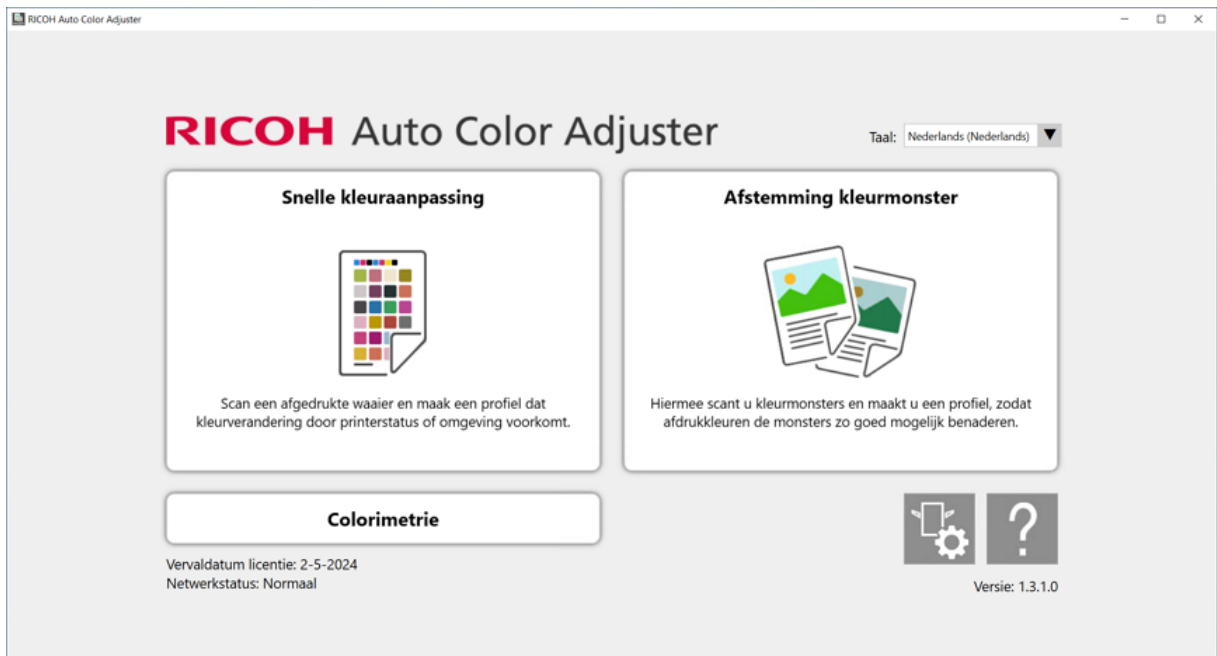 RICOH Auto Color Adjuster
RICOH Auto Color Adjuster
Taal: Nederlands (Nederlands)
Snelle kleuraanpassing
Scan een afgedrukte waaier en maak een profiel dat
kleurverandering door printerstatus of omgeving voorkomt.
Afstemming kleurmonster
Hiermee scant u kleurmonsters en maakt u een profiel, zodat
afdrukkleuren de monsters zo goed mogelijk benaderen.
Colorimetrie
Vervaldatum licentie: 2-5-2024
Netwerkstatus: Normaal
?
Versie: 1.3.1.0